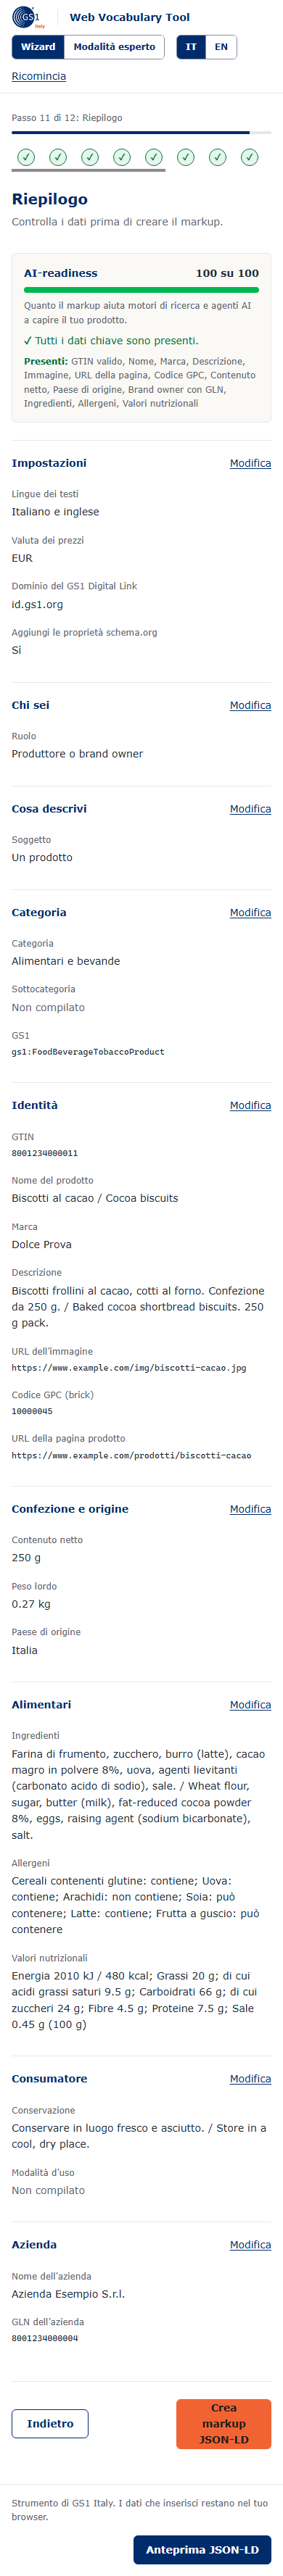 GS1 Italy
Web Vocabulary Tool
Wizard Modalità esperto IT EN
Ricomincia
Passo 11 di 12: Riepilogo
Riepilogo
Controlla i dati prima di creare il markup.
AI-readiness 100 su 100
Quanto il markup aiuta motori di ricerca e agenti AI
a capire il tuo prodotto.
✓ Tutti i dati chiave sono presenti.
Presenti: GTIN valido, Nome, Marca, Descrizione,
Immagine, URL della pagina, Codice GPC, Contenuto
netto, Paese di origine, Brand owner con GLN,
Ingredienti, Allergeni, Valori nutrizionali
Impostazioni Modifica
Lingue dei testi
Italiano e inglese
Valuta dei prezzi
EUR
Dominio del GS1 Digital Link
id.gs1.org
Aggiungi le proprietà schema.org
Sì
Chi sei Modifica
Ruolo
Produttore o brand owner
Cosa descrivi Modifica
Soggetto
Un prodotto
Categoria Modifica
Categoria
Alimentari e bevande
Sottocategoria
Non compilato
GS1
gs1:FoodBeverageTobaccoProduct
Identità Modifica
GTIN
8001234000011
Nome del prodotto
Biscotti al cacao / Cocoa biscuits
Marca
Dolce Prova
Descrizione
Biscotti frollini al cacao, cotti al forno. Confezione
da 250 g. / Baked cocoa shortbread biscuits. 250
g pack.
URL dell'immagine
https://www.example.com/img/biscotti-cacao.jpg
Codice GPC (brick)
10000045
URL della pagina prodotto
https://www.example.com/prodotti/biscotti-cacao
Confezione e origine Modifica
Contenuto netto
250 g
Peso lordo
0.27 kg
Paese di origine
Italia
Alimentari Modifica
Ingredienti
Farina di frumento, zucchero, burro (latte), cacao
magro in polvere 8%, uova, agenti lievitanti
(carbonato acido di sodio), sale. / Wheat flour,
sugar, butter (milk), fat-reduced cocoa powder
8%, eggs, raising agent (sodium bicarbonate),
salt.
Allergeni
Cereali contenenti glutine: contiene; Uova:
contiene; Arachidi: non contiene; Soia: può
contenere; Latte: contiene; Frutta a guscio: può
contenere
Valori nutrizionali
Energia 2010 kJ / 480 kcal; Grassi 20 g; di cui
acidi grassi saturi 9.5 g; Carboidrati 66 g; di cui
zuccheri 24 g; Fibre 4.5 g; Proteine 7.5 g; Sale
0.45 g (100 g)
Consumatore Modifica
Conservazione
Conservare in luogo fresco e asciutto. / Store in a
cool, dry place.
Modalità d'uso
Non compilato
Azienda Modifica
Nome dell'azienda
Azienda Esempio S.r.l.
GLN dell'azienda
8001234000004
Indietro
Crea
markup
JSON-LD
Strumento di GS1 Italy. I dati che inserisci restano nel tuo
browser.
Anteprima JSON-LD